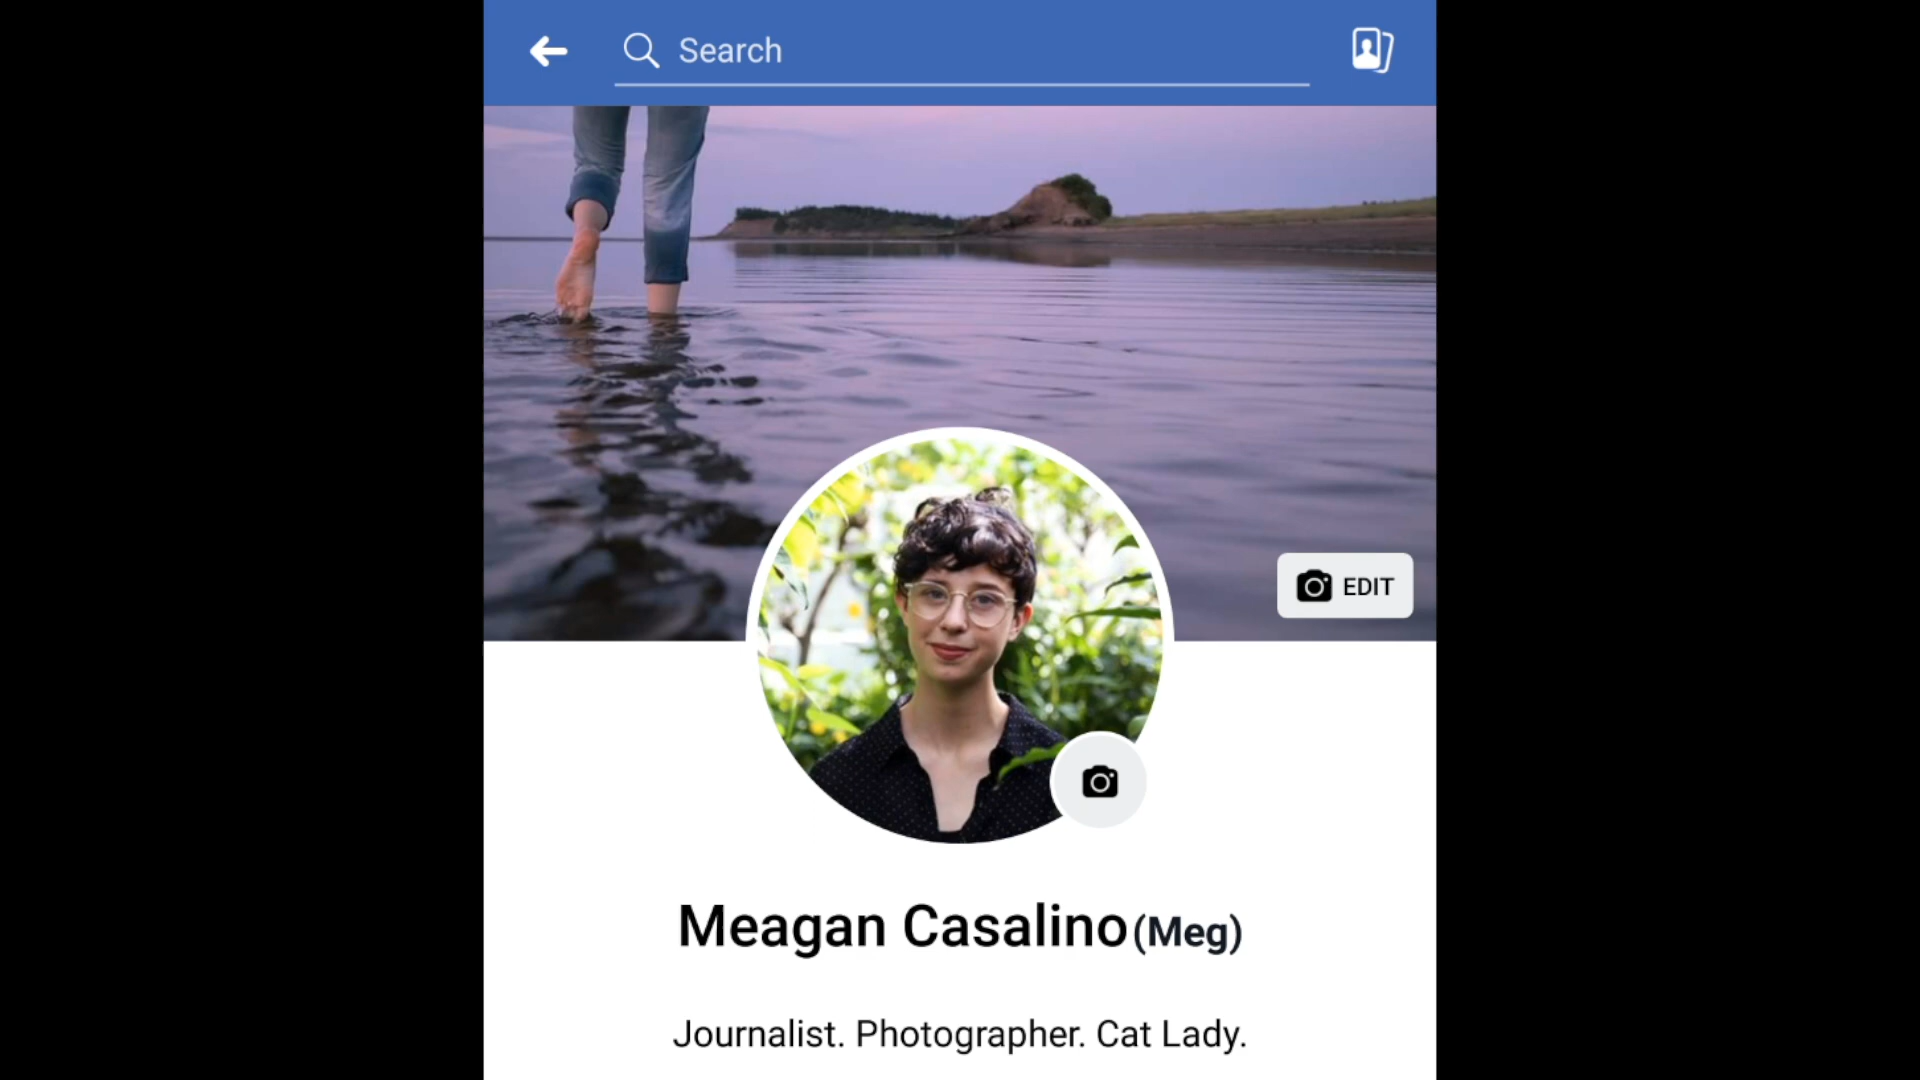 Search
EDIT
Meagan Casalino(Meg)
Journalist. Photographer. Cat Lady.